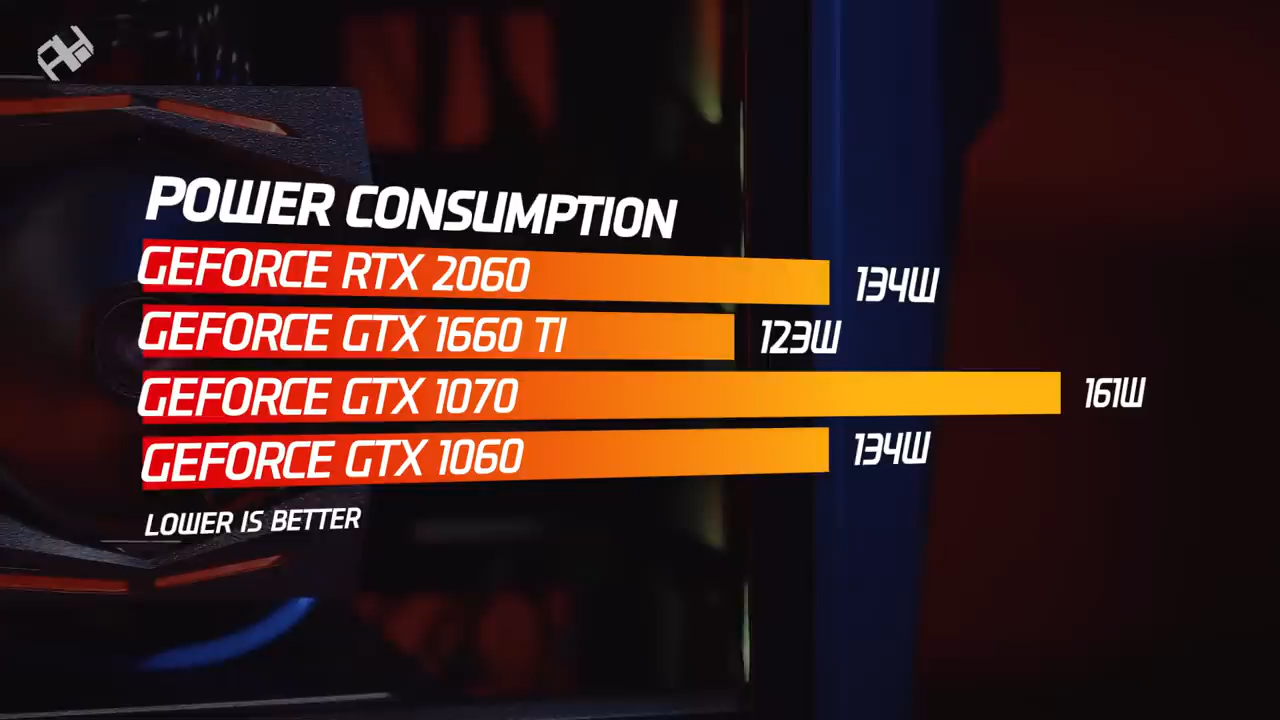 POWER CONSUMPTION
GEFORCE RTX 2060 134W
GEFORCE GTX 1660 TI 123W
GEFORCE GTX 1070 161W
GEFORCE GTX 1060 134W
LOWER IS BETTER